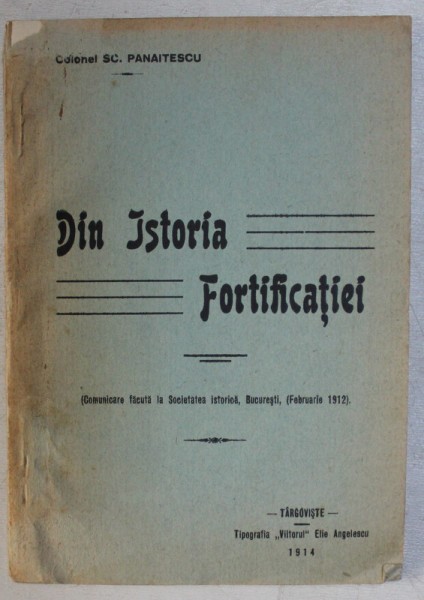 Colonel SC. PANAITESCU
Din Istoria
Fortificației
(Comunicare făcută la Societatea istorică, București, (Februarie 1912).
— TÂRGOVIȘTE —
Tipografia „Viitorul" Elie Angelescu
1914